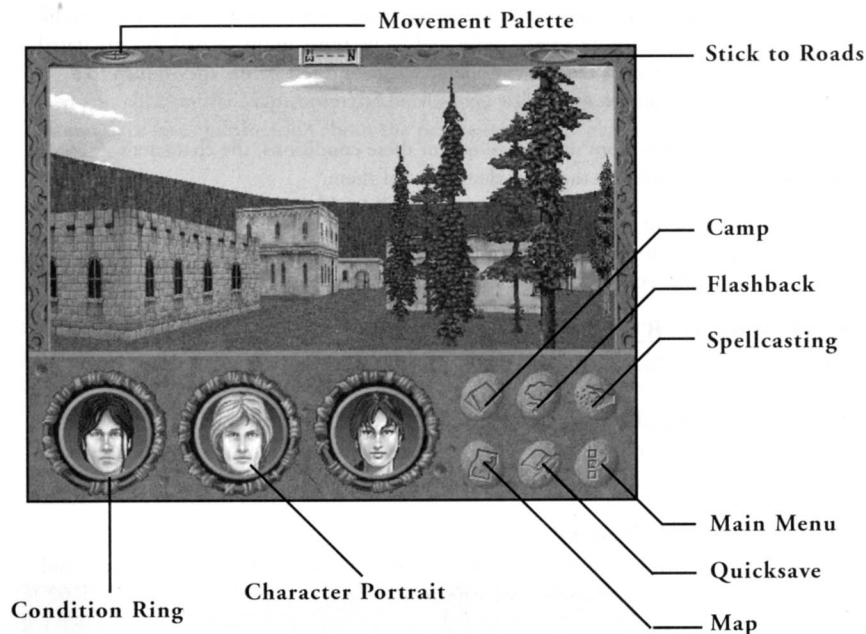 Movement Palette
Stick to Roads
Camp
Flashback
Spellcasting
Main Menu
Quicksave
Map
Character Portrait
Condition Ring